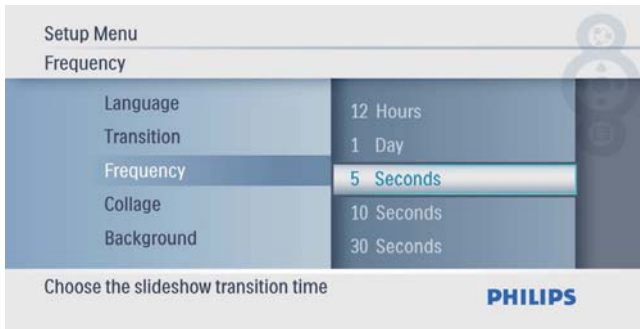 Setup Menu
Frequency
Language
Transition
Frequency
Collage
Background
12 Hours
1 Day
5 Seconds
10 Seconds
30 Seconds
Choose the slideshow transition time
PHILIPS